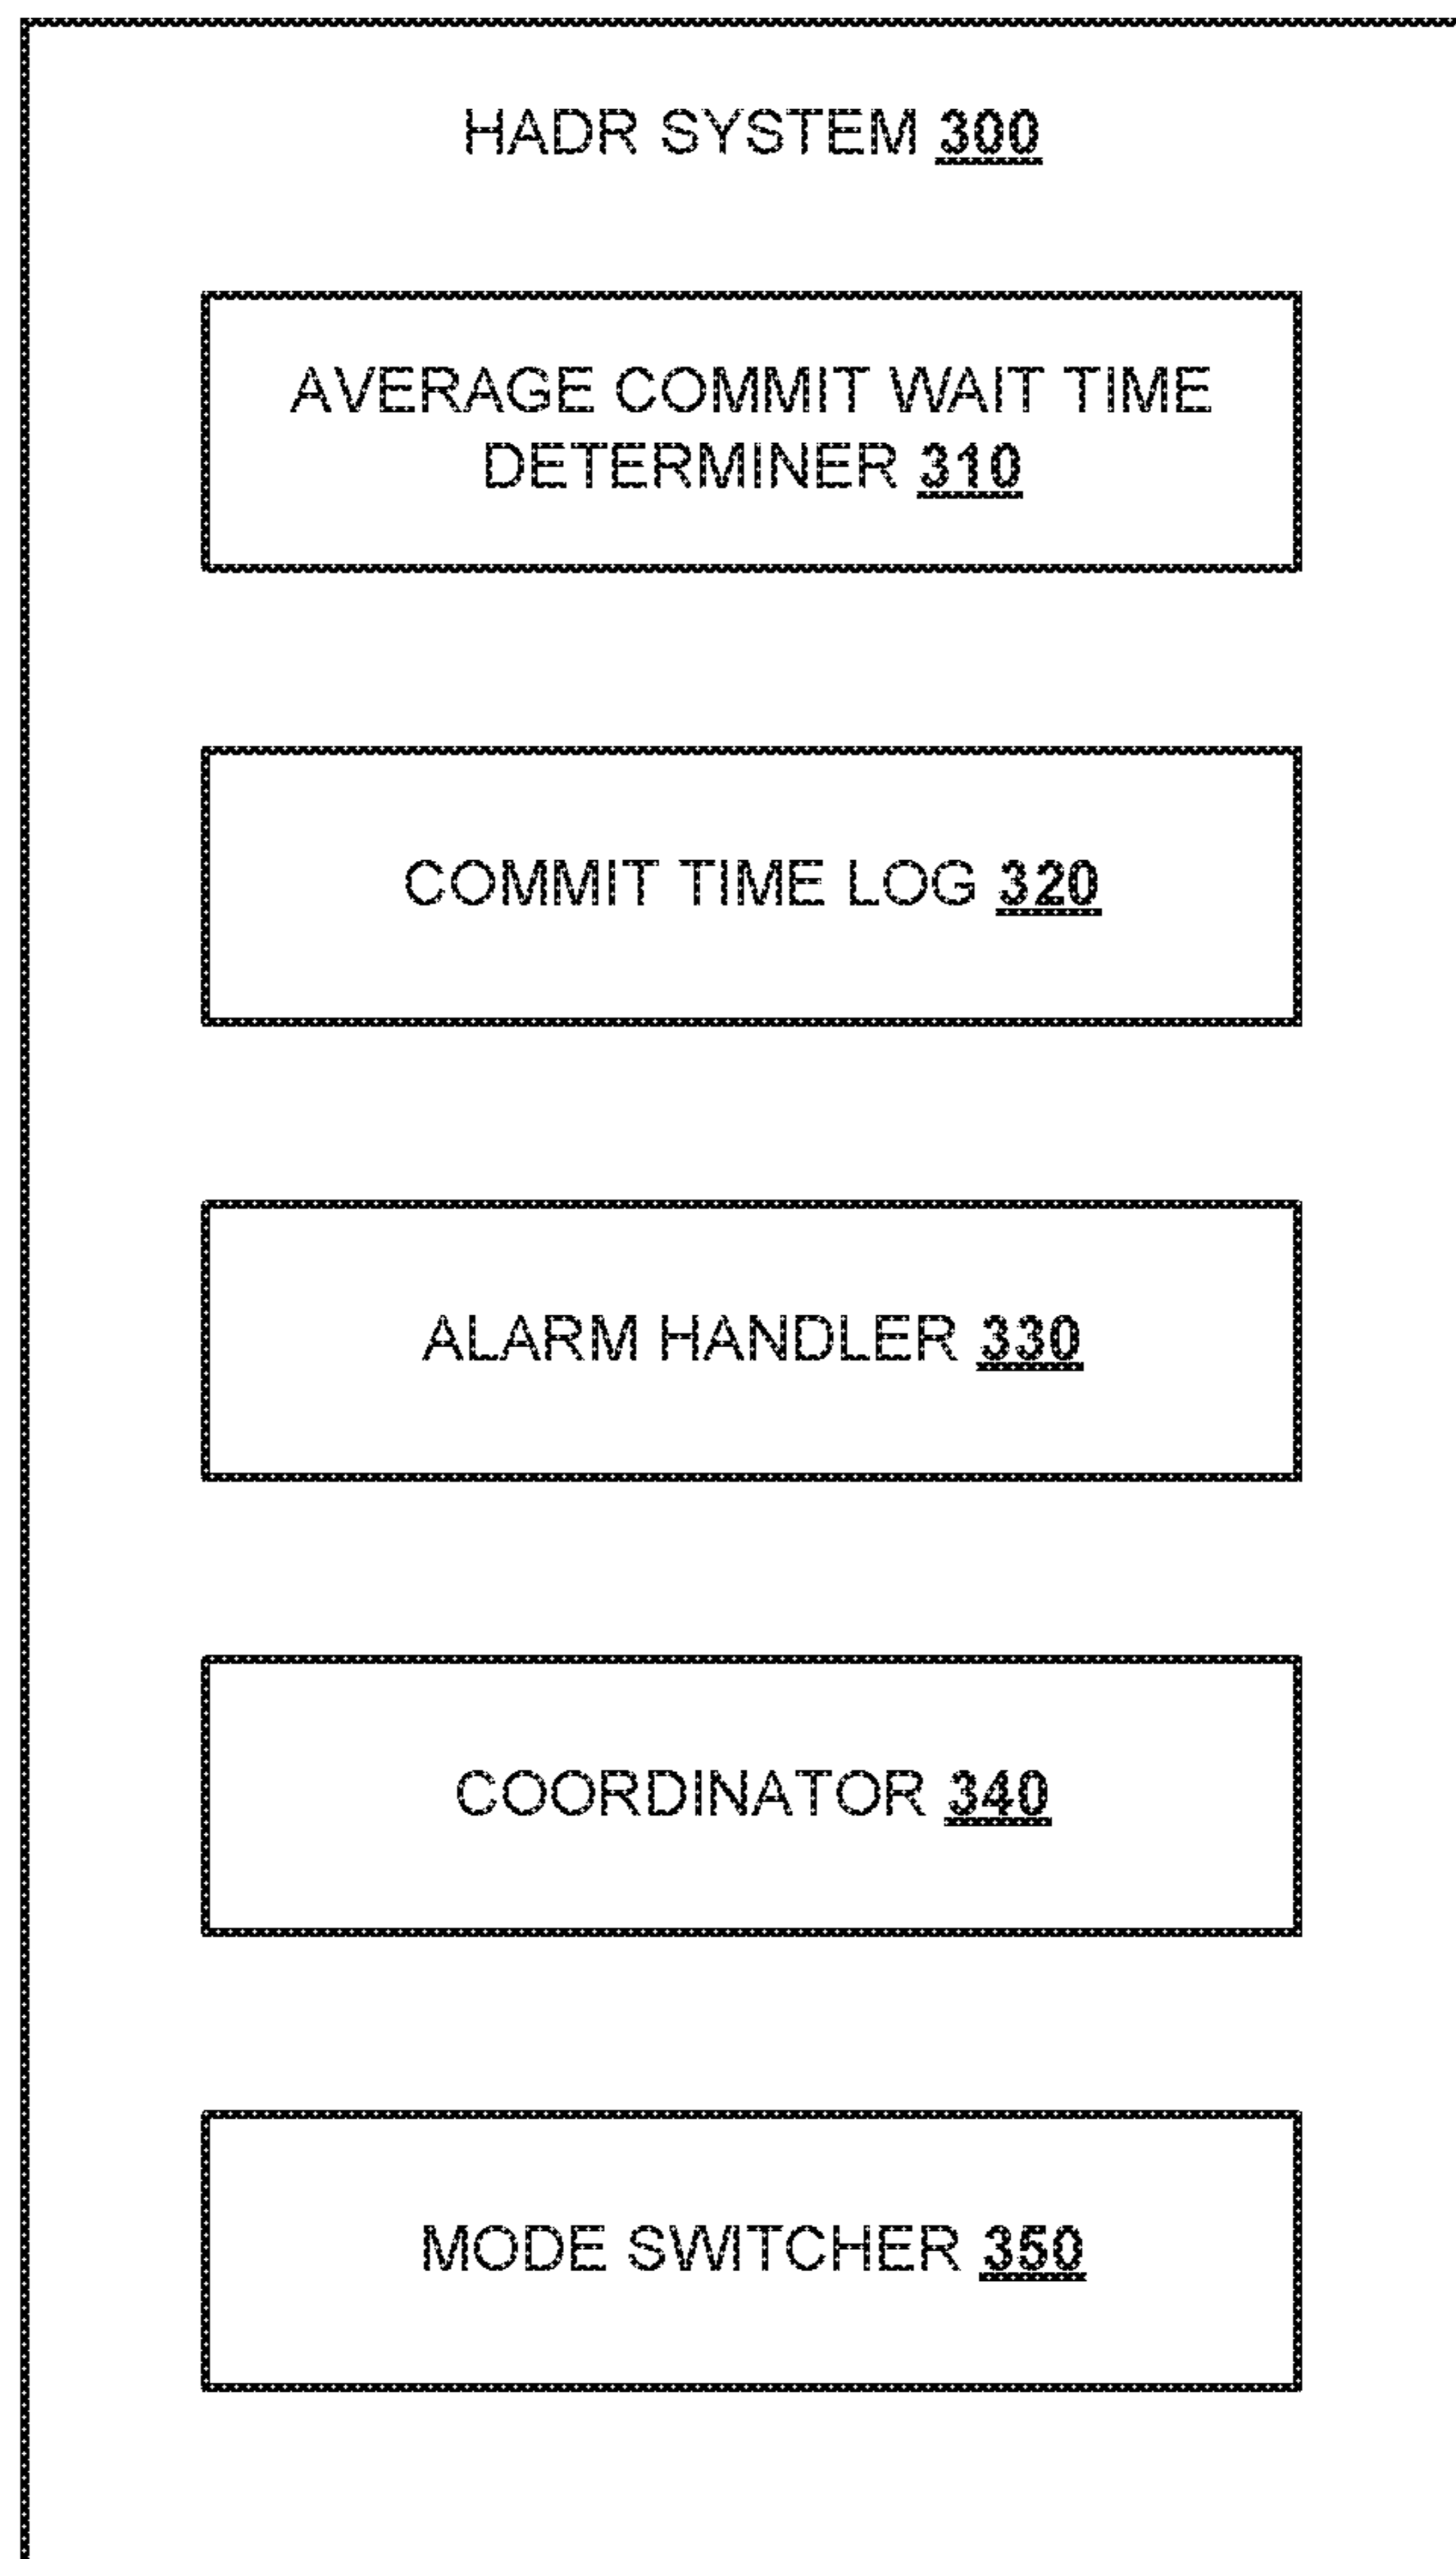 HADR SYSTEM 300
AVERAGE COMMIT WAIT TIME
DETERMINER 310
COMMIT TIME LOG 320
ALARM HANDLER 330
COORDINATOR 340
MODE SWITCHER 350